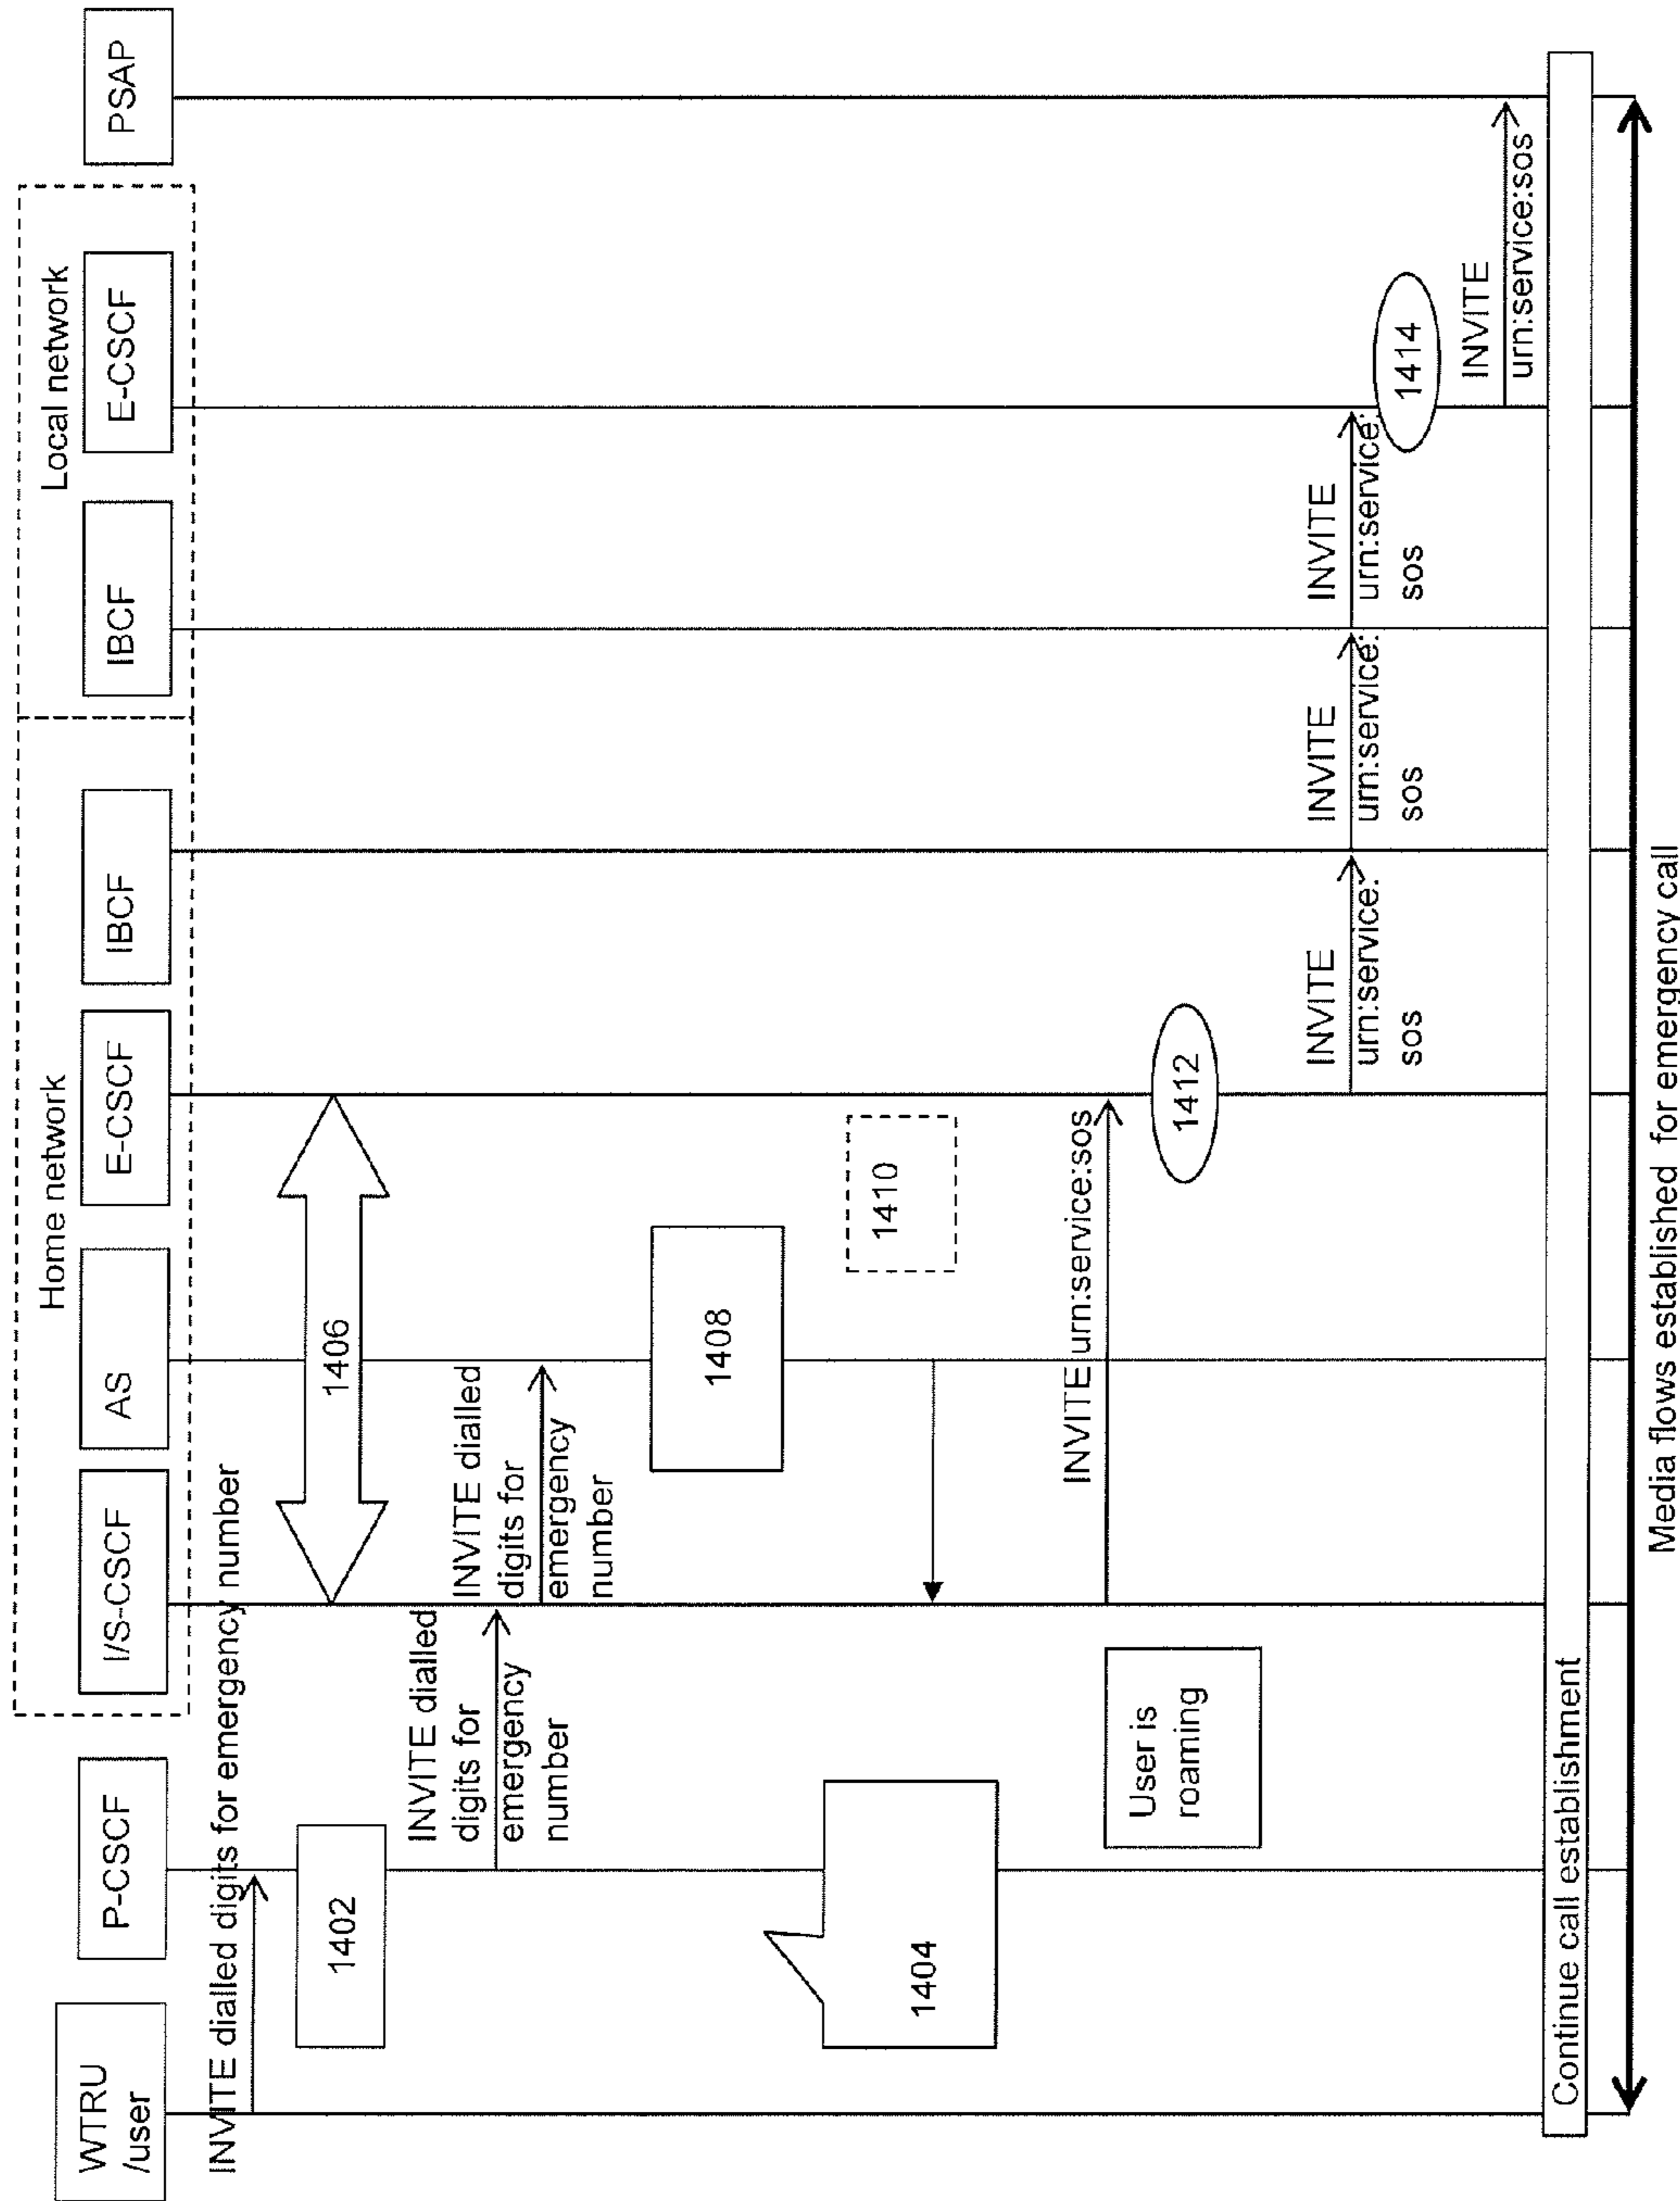 Home network
Local network
WTRU
/user
P-CSCF
I/S-CSCF
AS
E-CSCF
IBCF
IBCF
E-CSCF
PSAP
INVITE dialled digits for emergency number
1402
1406
INVITE dialled
digits for
emergency
number
INVITE dialled
digits for
emergency
number
1408
1404
1410
INVITE urn:service:sos
User is
roaming
1412
INVITE
urn:service:
sos
INVITE
urn:service:
sos
INVITE
urn:service:
sos
1414
INVITE
urn:service:sos
Continue call establishment
Media flows established for emergency call